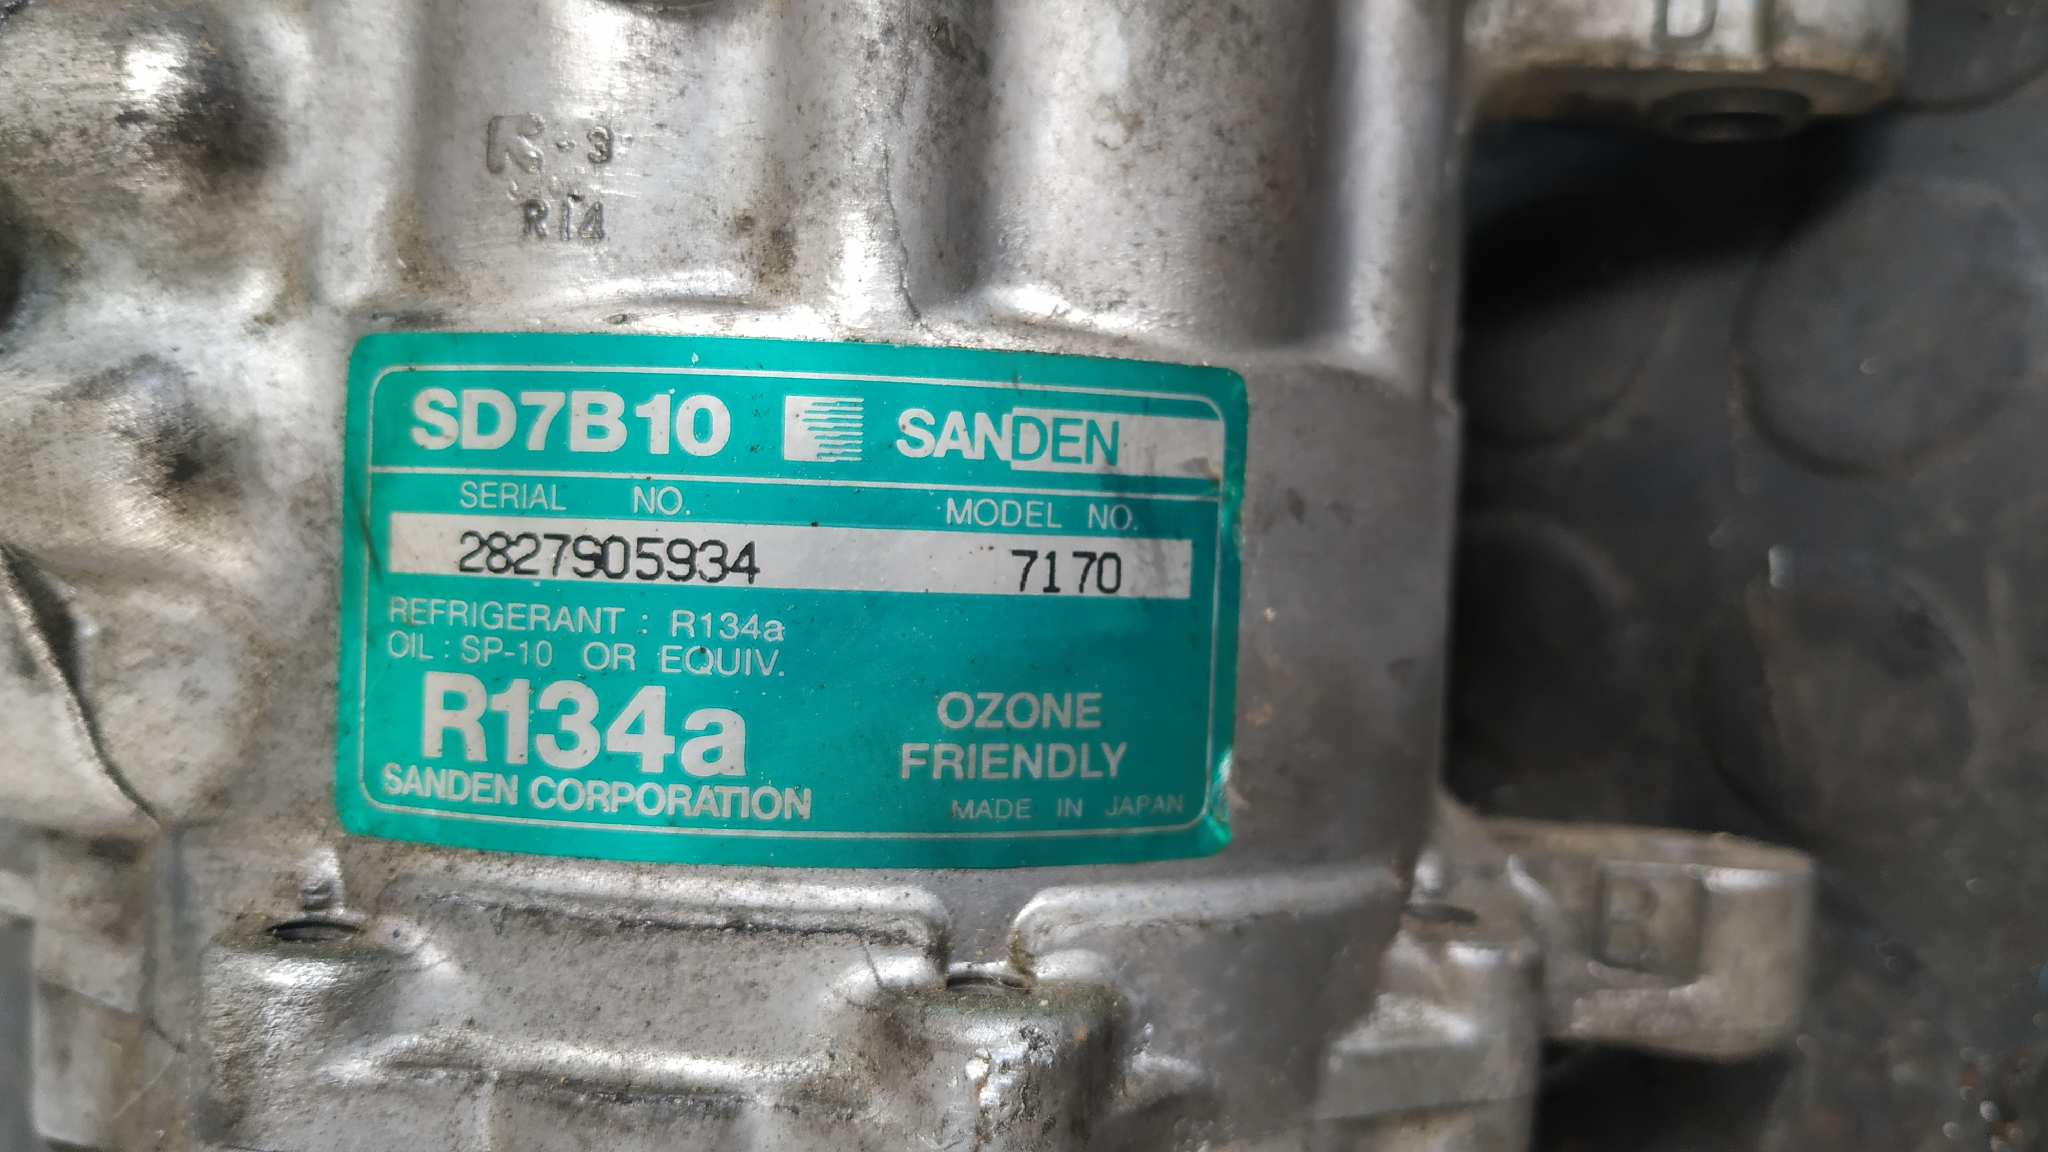 D
-3
R14
SD7B10 SANDEN
SERIAL NO. MODEL NO.
2827905934 7170
REFRIGERANT : R134a
OIL : SP-10 OR EQUIV.
R134a
OZONE
FRIENDLY
SANDEN CORPORATION
MADE IN JAPAN
B